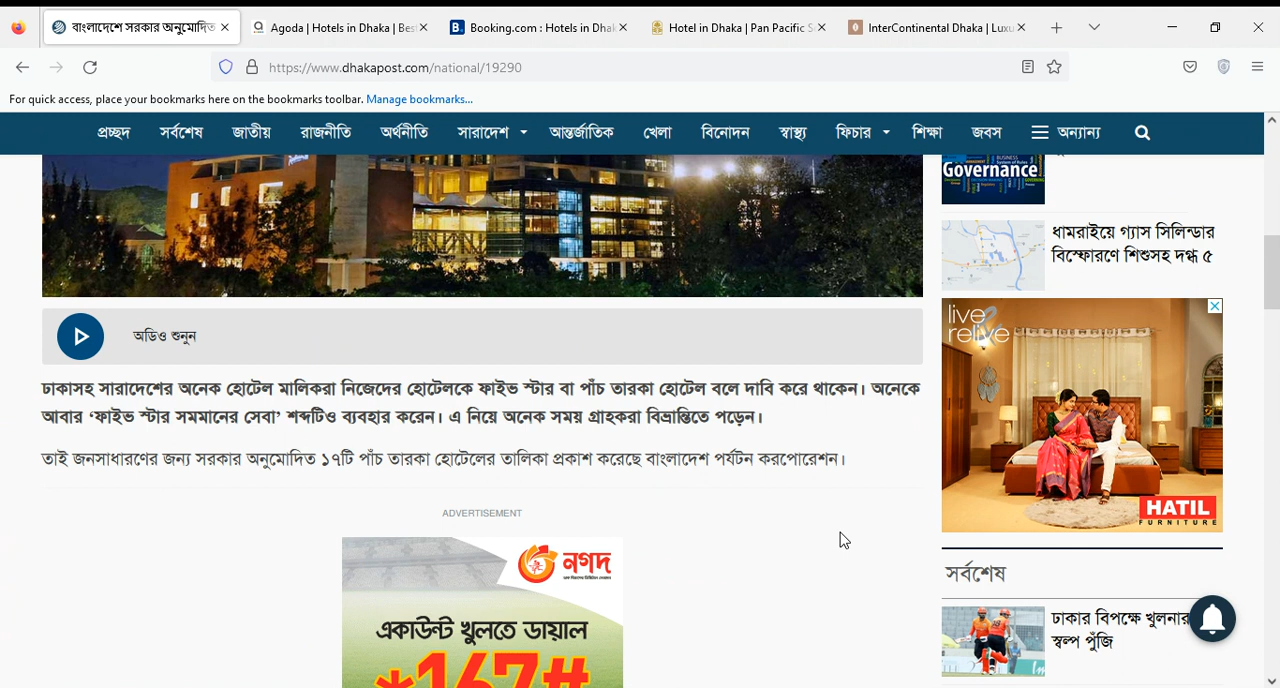 বাংলাদেশে সরকার অনুমোদিত
Agoda | Hotels in Dhaka | Best
Booking.com : Hotels in Dhak
Hotel in Dhaka | Pan Pacific S
InterContinental Dhaka | Luxu
https://www.dhakapost.com/national/19290
For quick access, place your bookmarks here on the bookmarks toolbar. Manage bookmarks...
প্রচ্ছদ সর্বশেষ জাতীয় রাজনীতি অর্থনীতি সারাদেশ আন্তর্জাতিক খেলা বিনোদন স্বাস্থ্য ফিচার শিক্ষা জবস অন্যান্য
Governance
ধামরাইয়ে গ্যাস সিলিন্ডার
বিস্ফোরণে শিশুসহ দগ্ধ ৫
অডিও শুনুন
ঢাকাসহ সারাদেশের অনেক হোটেল মালিকরা নিজেদের হোটেলকে ফাইভ স্টার বা পাঁচ তারকা হোটেল বলে দাবি করে থাকেন। অনেকে
আবার ‘ফাইভ স্টার সমমানের সেবা’ শব্দটিও ব্যবহার করেন। এ নিয়ে অনেক সময় গ্রাহকরা বিভ্রান্তিতে পড়েন।
তাই জনসাধারণের জন্য সরকার অনুমোদিত ১৭টি পাঁচ তারকা হোটেলের তালিকা প্রকাশ করেছে বাংলাদেশ পর্যটন করপোরেশন।
ADVERTISEMENT
নগদ
একাউন্ট খুলতে ডায়াল
*167#
live2
relive
HATIL
FURNITURE
সর্বশেষ
ঢাকার বিপক্ষে খুলনার
স্বল্প পুঁজি